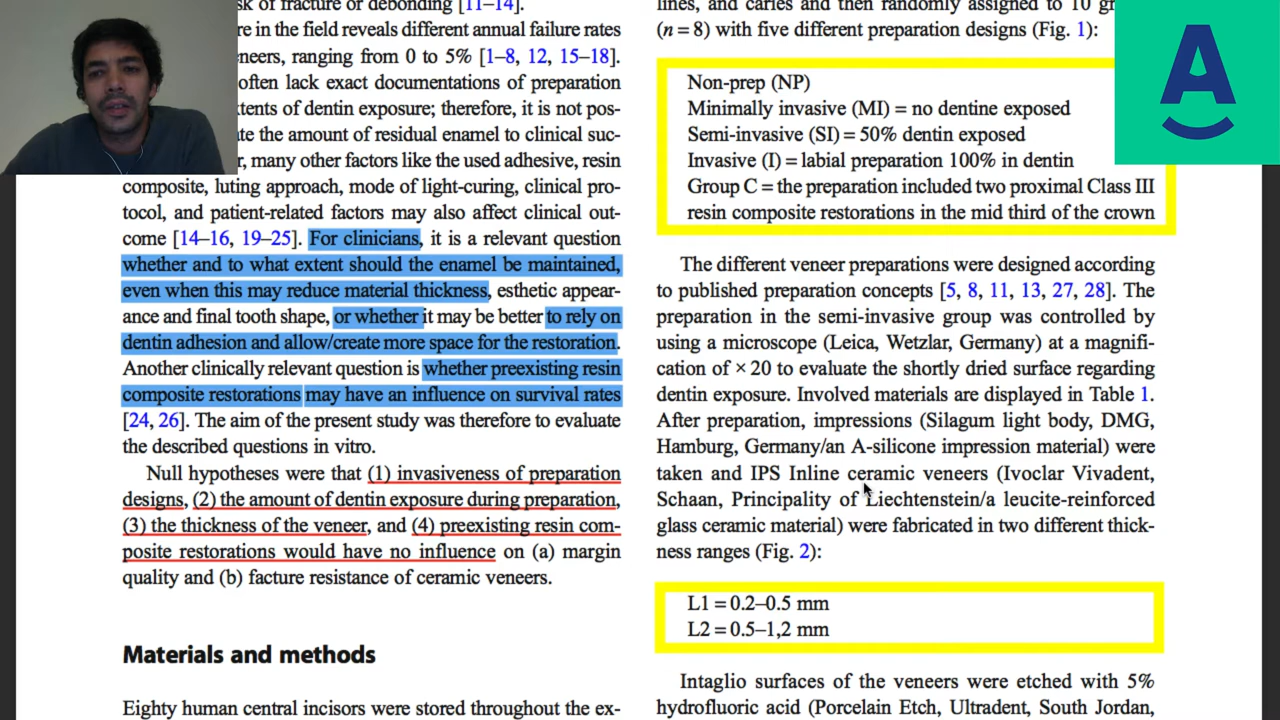 sk of fracture or debonding [11–14].
re in the field reveals different annual failure rates
neers, ranging from 0 to 5% [1–8, 12, 15–18].
often lack exact documentations of preparation
tents of dentin exposure; therefore, it is not pos-
te the amount of residual enamel to clinical suc-
r, many other factors like the used adhesive, resin
composite, luting approach, mode of light-curing, clinical pro-
tocol, and patient-related factors may also affect clinical out-
come [14–16, 19–25]. For clinicians, it is a relevant question
whether and to what extent should the enamel be maintained,
even when this may reduce material thickness, esthetic appear-
ance and final tooth shape, or whether it may be better to rely on
dentin adhesion and allow/create more space for the restoration.
Another clinically relevant question is whether preexisting resin
composite restorations may have an influence on survival rates
[24, 26]. The aim of the present study was therefore to evaluate
the described questions in vitro.
Null hypotheses were that (1) invasiveness of preparation
designs, (2) the amount of dentin exposure during preparation,
(3) the thickness of the veneer, and (4) preexisting resin com-
posite restorations would have no influence on (a) margin
quality and (b) facture resistance of ceramic veneers.
Materials and methods
Eighty human central incisors were stored throughout the ex-
lines, and caries and then randomly assigned to 10 gr
(n = 8) with five different preparation designs (Fig. 1):
Non-prep (NP)
Minimally invasive (MI) = no dentine exposed
Semi-invasive (SI) = 50% dentin exposed
Invasive (I) = labial preparation 100% in dentin
Group C = the preparation included two proximal Class III
resin composite restorations in the mid third of the crown
The different veneer preparations were designed according
to published preparation concepts [5, 8, 11, 13, 27, 28]. The
preparation in the semi-invasive group was controlled by
using a microscope (Leica, Wetzlar, Germany) at a magnifi-
cation of × 20 to evaluate the shortly dried surface regarding
dentin exposure. Involved materials are displayed in Table 1.
After preparation, impressions (Silagum light body, DMG,
Hamburg, Germany/an A-silicone impression material) were
taken and IPS Inline ceramic veneers (Ivoclar Vivadent,
Schaan, Principality of Liechtenstein/a leucite-reinforced
glass ceramic material) were fabricated in two different thick-
ness ranges (Fig. 2):
L1 = 0.2–0.5 mm
L2 = 0.5–1,2 mm
Intaglio surfaces of the veneers were etched with 5%
hydrofluoric acid (Porcelain Etch, Ultradent, South Jordan,
A